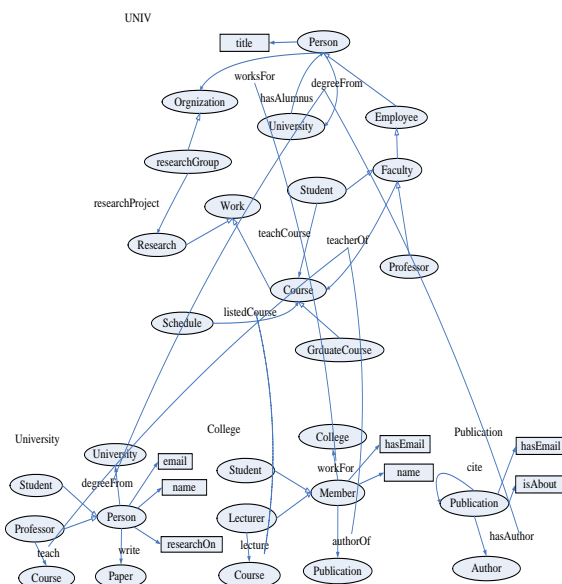 UNIV
title
Person
worksFor
degreeFrom
Orgnization
hasAlumnus
University
Employee
researchGroup
Faculty
Student
researchProject
Work
teachCourse
teacherOf
Research
Professor
Course
Schedule
listedCourse
GrduateCourse
University
University
email
College
College
hasEmail
Publication
hasEmail
Student
degreeFrom
name
Student
workFor
name
cite
isAbout
Professor
Person
Lecturer
Member
Publication
teach
write
researchOn
lecture
authorOf
hasAuthor
Course
Paper
Course
Publication
Author